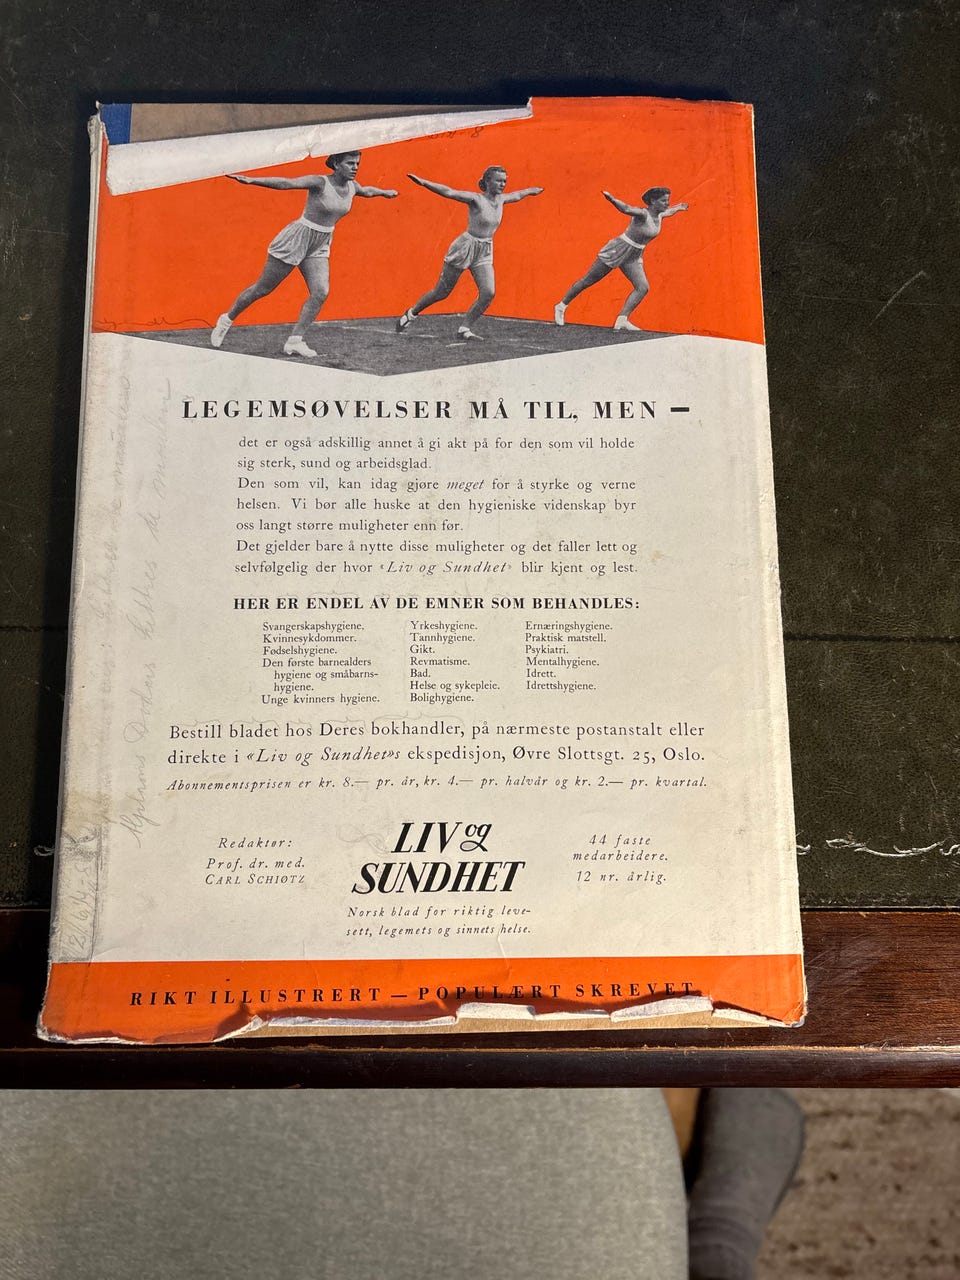 LEGEMSØVELSER MÅ TIL, MEN —
det er også adskillig annet å gi akt på for den som vil holde
sig sterk, sund og arbeidsglad.
Den som vil, kan idag gjøre meget for å styrke og verne
helsen. Vi bør alle huske at den hygieniske videnskap byr
oss langt større muligheter enn før.
Det gjelder bare å nytte disse muligheter og det faller lett og
selvfølgelig der hvor «Liv og Sundhet» blir kjent og lest.
HER ER ENDEL AV DE EMNER SOM BEHANDLES:
Svangerskapshygiene.
Kvinnesykdommer.
Fødselshygiene.
Den første barnealders
hygiene og småbarns-
hygiene.
Unge kvinners hygiene.
Yrkeshygiene.
Tannhygiene.
Gikt.
Revmatisme.
Bad.
Helse og sykepleie.
Bolighygiene.
Ernæringshygiene.
Praktisk matstell.
Psykiatri.
Mentalhygiene.
Idrett.
Idrettshygiene.
Bestill bladet hos Deres bokhandler, på nærmeste postanstalt eller
direkte i «Liv og Sundhet»s ekspedisjon, Øvre Slottsgt. 25, Oslo.
Abonnementsprisen er kr. 8.— pr. år, kr. 4.— pr. halvår og kr. 2.— pr. kvartal.
Redaktør:
Prof. dr. med.
CARL SCHIØTZ
LIV og
SUNDHET
Norsk blad for riktig leve-
sett, legemets og sinnets helse.
44 faste
medarbeidere.
12 nr. årlig.
RIKT ILLUSTRERT — POPULÆRT SKREVET